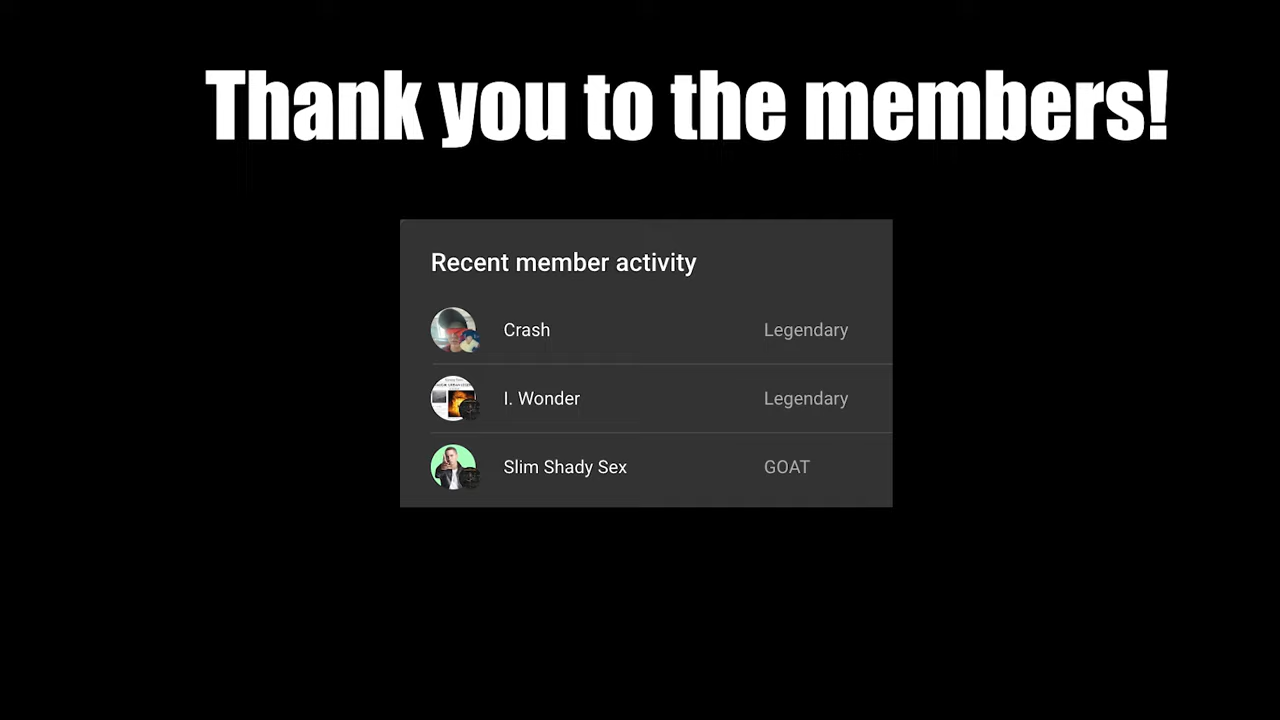 Thank you to the members!
Recent member activity
Crash Legendary
I. Wonder Legendary
Slim Shady Sex GOAT